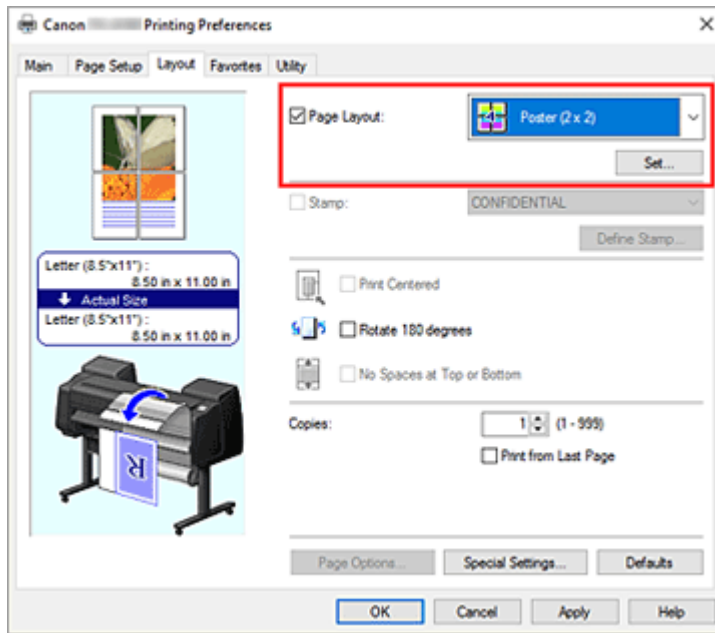 Canon Printing Preferences
Main Page Setup Layout Favortes Utility
Page Layout: Poster (2 x 2)
Set...
Stamp: CONFIDENTIAL
Define Stamp...
Letter (8.5"x11") :
8.50 in x 11.00 in
Actual Size
Letter (8.5"x11") :
8.50 in x 11.00 in
Print Centered
Rotate 180 degrees
No Spaces at Top or Bottom
Copies: 1 (1 - 999)
Print from Last Page
Page Options... Special Settings... Defaults
OK Cancel Apply Help